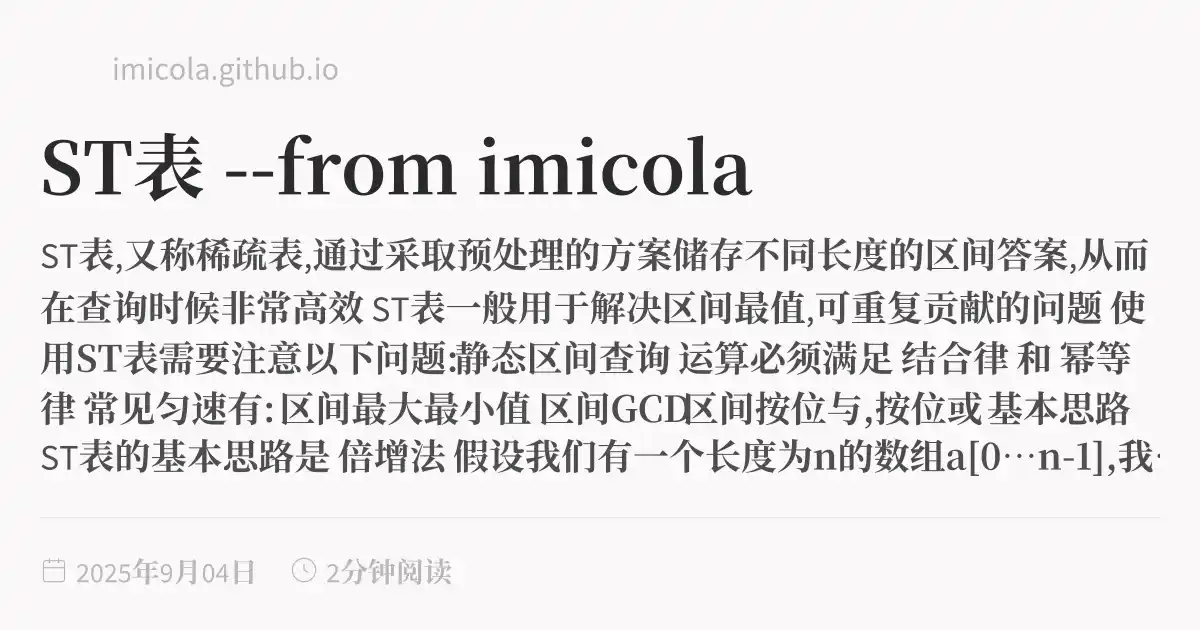 imicola.github.io
ST表 --from imicola
ST表,又称稀疏表,通过采取预处理的方案储存不同长度的区间答案,从而
在查询时候非常高效 ST表一般用于解决区间最值,可重复贡献的问题 使
用ST表需要注意以下问题:静态区间查询 运算必须满足 结合律 和 幂等
律 常见匀速有: 区间最大最小值 区间GCD区间按位与,按位或 基本思路
ST表的基本思路是 倍增法 假设我们有一个长度为n的数组a[0…n-1],我
2025年9月04日 2分钟阅读